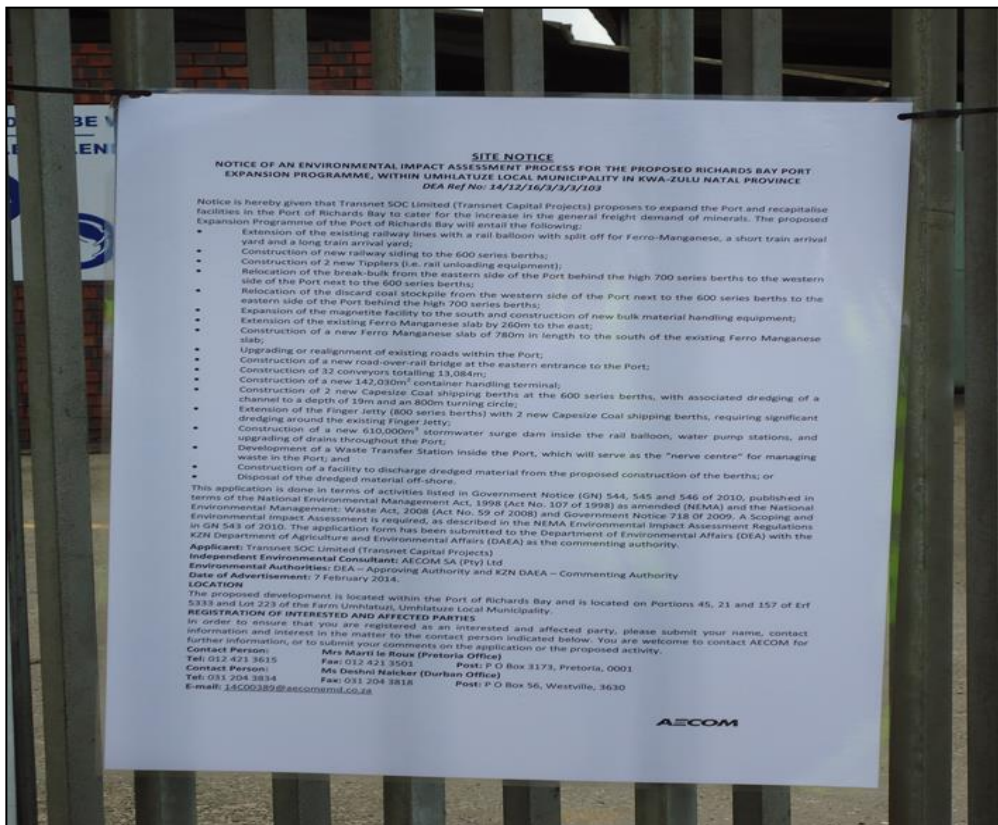 BE
LEN
SITE NOTICE
NOTICE OF AN ENVIRONMENTAL IMPACT ASSESSMENT PROCESS FOR THE PROPOSED RICHARDS BAY PORT
EXPANSION PROGRAMME, WITHIN UMHLATUZE LOCAL MUNICIPALITY IN KWA-ZULU NATAL PROVINCE
DEA Ref No: 14/12/16/3/3/3/103
Notice is hereby given that Transnet SOC Limited (Transnet Capital Projects) proposes to expand the Port and recapitalise
facilities in the Port of Richards Bay to cater for the increase in the general freight demand of minerals. The proposed
Expansion Programme of the Port of Richards Bay will entail the following:
• Extension of the existing railway lines with a rail balloon with split off for Ferro-Manganese, a short train arrival
yard and a long train arrival yard;
• Construction of new railway siding to the 600 series berths;
• Construction of 2 new Tipplers (i.e. rail unloading equipment);
• Relocation of the break-bulk from the eastern side of the Port behind the high 700 series berths to the western
side of the Port next to the 600 series berths;
• Relocation of the discard coal stockpile from the western side of the Port next to the 600 series berths to the
eastern side of the Port behind the high 700 series berths;
• Expansion of the magnetite facility to the south and construction of new bulk material handling equipment;
• Extension of the existing Ferro Manganese slab by 260m to the east;
• Construction of a new Ferro Manganese slab of 780m in length to the south of the existing Ferro Manganese
slab;
• Upgrading or realignment of existing roads within the Port;
• Construction of a new road-over-rail bridge at the eastern entrance to the Port;
• Construction of 32 conveyors totalling 13,084m;
• Construction of a new 142,030m² container handling terminal;
• Construction of 2 new Capesize Coal shipping berths at the 600 series berths, with associated dredging of a
channel to a depth of 19m and an 800m turning circle;
• Extension of the Finger Jetty (800 series berths) with 2 new Capesize Coal shipping berths, requiring significant
dredging around the existing Finger Jetty;
• Construction of a new 610,000m³ stormwater surge dam inside the rail balloon, water pump stations, and
upgrading of drains throughout the Port;
• Development of a Waste Transfer Station inside the Port, which will serve as the "nerve centre" for managing
waste in the Port; and
• Construction of a facility to discharge dredged material from the proposed construction of the berths; or
• Disposal of the dredged material off-shore.
This application is done in terms of activities listed in Government Notice (GN) 544, 545 and 546 of 2010, published in
terms of the National Environmental Management Act, 1998 (Act No. 107 of 1998) as amended (NEMA) and the National
Environmental Management: Waste Act, 2008 (Act No. 59 of 2008) and Government Notice 718 of 2009. A Scoping and
Environmental Impact Assessment is required, as described in the NEMA Environmental Impact Assessment Regulations
in GN 543 of 2010. The application form has been submitted to the Department of Environmental Affairs (DEA) with the
KZN Department of Agriculture and Environmental Affairs (DAEA) as the commenting authority.
Applicant: Transnet SOC Limited (Transnet Capital Projects)
Independent Environmental Consultant: AECOM SA (Pty) Ltd
Environmental Authorities: DEA – Approving Authority and KZN DAEA – Commenting Authority
Date of Advertisement: 7 February 2014.
LOCATION
The proposed development is located within the Port of Richards Bay and is located on Portions 45, 21 and 157 of Erf
5333 and Lot 223 of the Farm Umhlatuzi, Umhlatuze Local Municipality.
REGISTRATION OF INTERESTED AND AFFECTED PARTIES
In order to ensure that you are registered as an interested and affected party, please submit your name, contact
information and interest in the matter to the contact person indicated below. You are welcome to contact AECOM for
further information, or to submit your comments on the application or the proposed activity.
Contact Person: Mrs Marti le Roux (Pretoria Office)
Tel: 012 421 3615 Fax: 012 421 3501 Post: P O Box 3173, Pretoria, 0001
Contact Person: Ms Deshni Naicker (Durban Office)
Tel: 031 204 3834 Fax: 031 204 3818 Post: P O Box 56, Westville, 3630
E-mail: 14C00389@aecomemd.co.za
AECOM